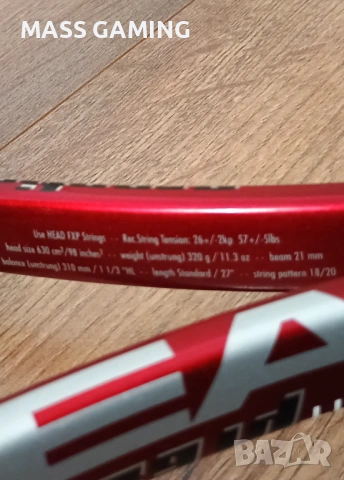 MASS GAMING
Use HEAD FXP Strings -- Rec.String Tension: 26+/-2kp 57+/-5lbs
head size 630 cm²/98 inches² -- weight (unstrung) 320 g / 11.3 oz -- beam 21 mm
balance (unstrung) 310 mm / 1 1/3 "HL -- length Standard / 27" -- string pattern 18/20
EA
bazar